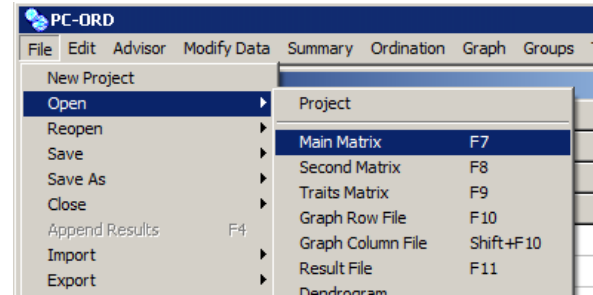 PC-ORD
File Edit Advisor Modify Data Summary Ordination Graph Groups
New Project
Open
Reopen
Save
Save As
Close
Append Results F4
Import
Export
Project
Main Matrix F7
Second Matrix F8
Traits Matrix F9
Graph Row File F10
Graph Column File Shift+F10
Result File F11
Dendrogram